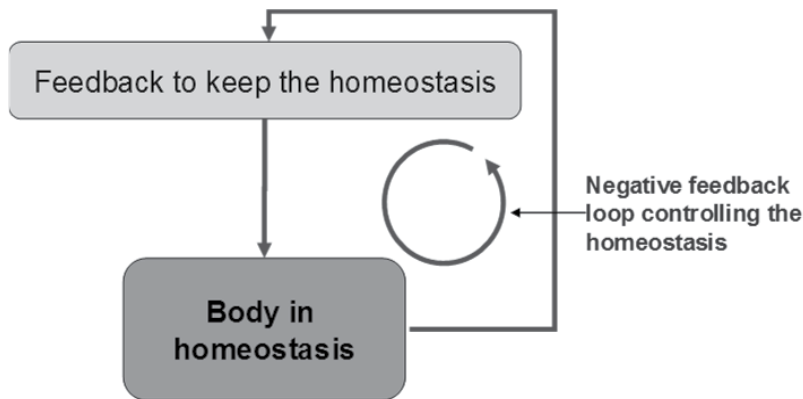 Feedback to keep the homeostasis
Negative feedback
loop controlling the
homeostasis
Body in
homeostasis